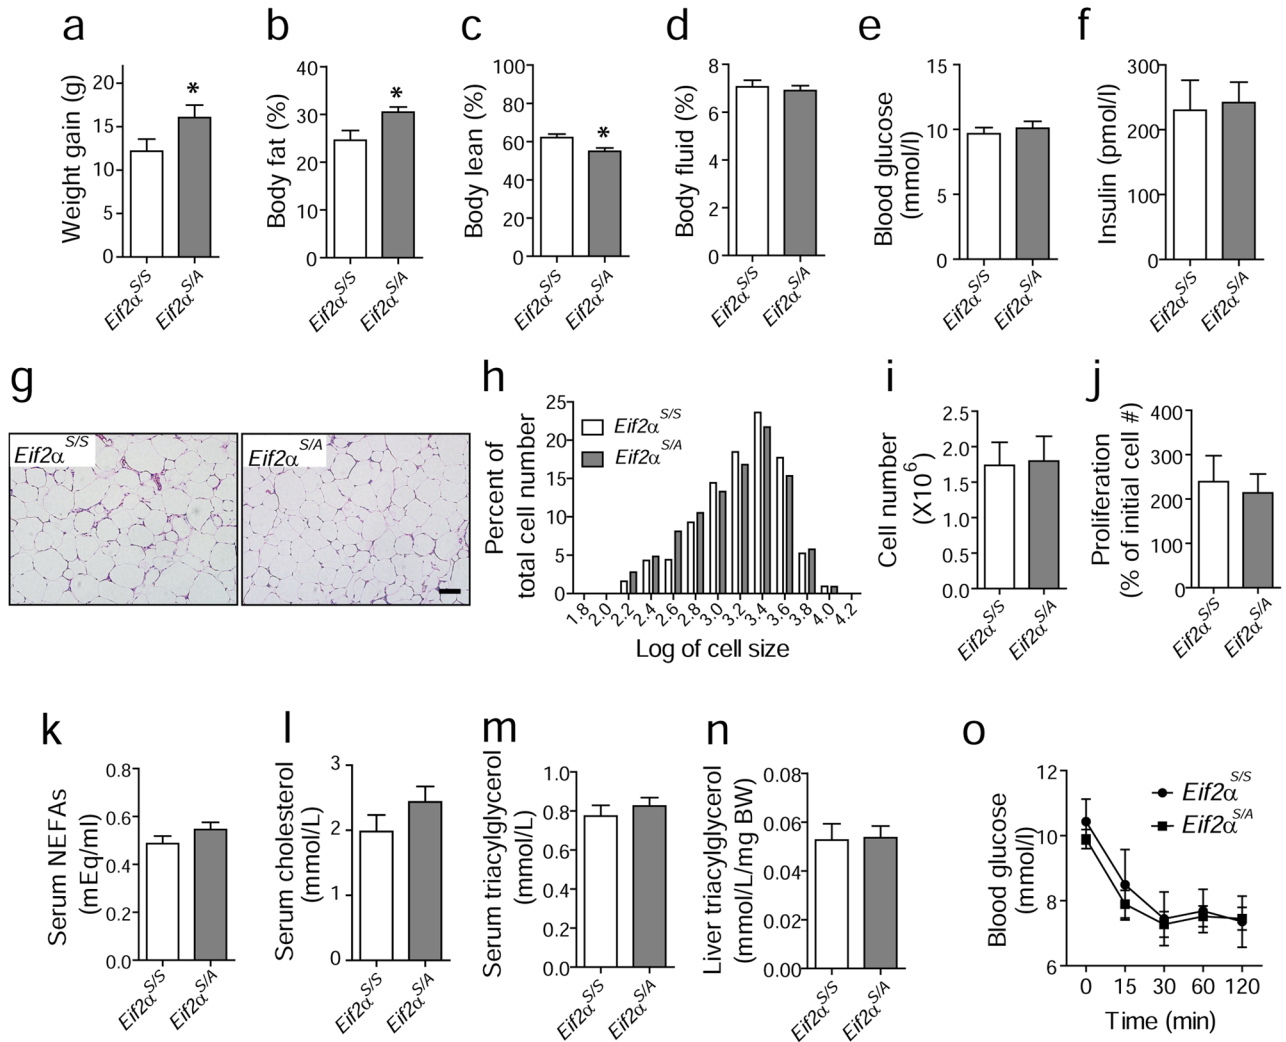 a
Weight gain (g)
20
15
10
5
0
*
Eif2α S/S
Eif2α S/A
b
Body fat (%)
40
30
20
10
0
*
Eif2α S/S
Eif2α S/A
c
Body lean (%)
100
80
60
40
20
0
*
Eif2α S/S
Eif2α S/A
d
Body fluid (%)
8
6
4
2
0
Eif2α S/S
Eif2α S/A
e
Blood glucose
(mmol/l)
15
10
5
0
Eif2α S/S
Eif2α S/A
f
Insulin (pmol/l)
300
200
100
0
Eif2α S/S
Eif2α S/A
g
Eif2α S/S
Eif2α S/A
h
Percent of
total cell number
25
20
15
10
5
0
Eif2α S/S
Eif2α S/A
1.8 2.0 2.2 2.4 2.6 2.8 3.0 3.2 3.4 3.6 3.8 4.0 4.2
Log of cell size
i
Cell number
(X10⁶)
2.5
2.0
1.5
1.0
0.5
0.0
Eif2α S/S
Eif2α S/A
j
Proliferation
(% of initial cell #)
400
300
200
100
0
Eif2α S/S
Eif2α S/A
k
Serum NEFAs
(mEq/ml)
0.8
0.6
0.4
0.2
0.0
Eif2α S/S
Eif2α S/A
l
Serum cholesterol
(mmol/L)
3
2
1
0
Eif2α S/S
Eif2α S/A
m
Serum triacylglycerol
(mmol/L)
1.0
0.8
0.6
0.4
0.2
0.0
Eif2α S/S
Eif2α S/A
n
Liver triacylglycerol
(mmol/L/mg BW)
0.08
0.06
0.04
0.02
0.00
Eif2α S/S
Eif2α S/A
o
Blood glucose
(mmol/l)
12
10
8
6
Eif2α S/S
Eif2α S/A
0 15 30 60 120
Time (min)